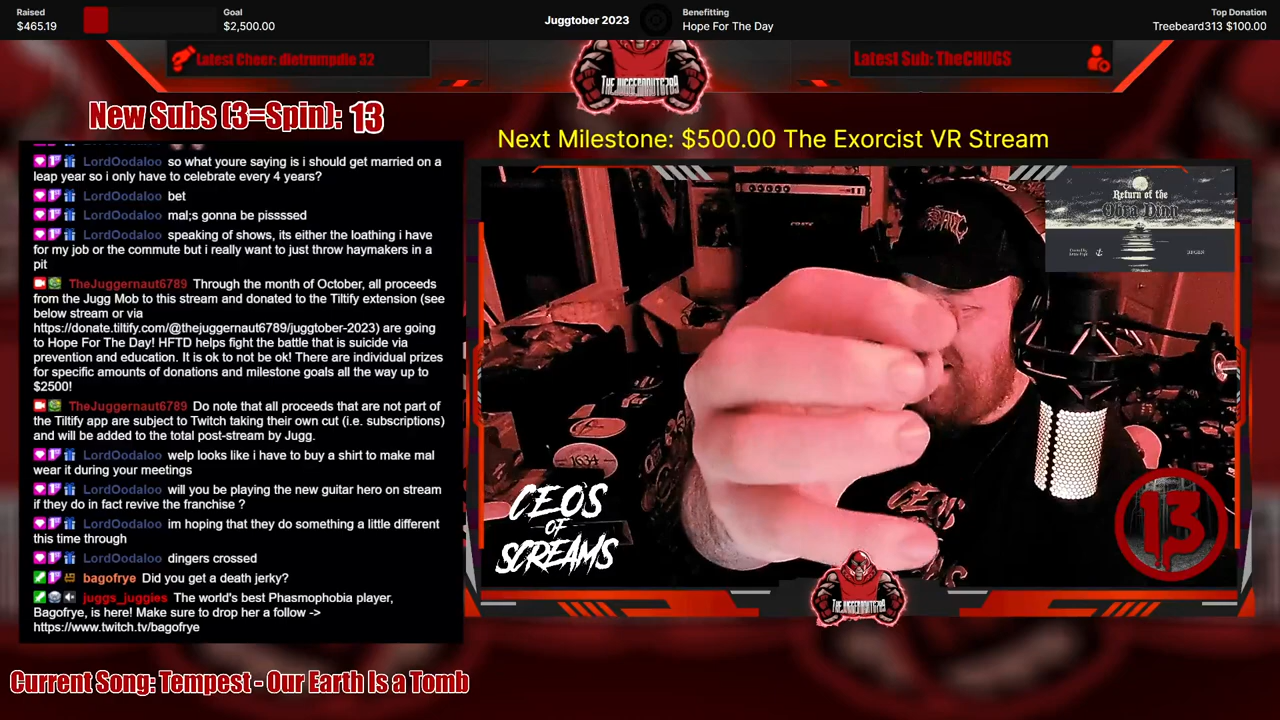 Raised
$465.19
Goal
$2,500.00
Juggtober 2023
Benefitting
Hope For The Day
Top Donation
Treebeard313 $100.00
Latest Cheer: dietrumpdie 32
THEJUGGERNAUT6789
Latest Sub: TheCHUGS
New Subs (3=Spin): 13
Next Milestone: $500.00 The Exorcist VR Stream
LordOodaloo so what youre saying is i should get married on a
leap year so i only have to celebrate every 4 years?
LordOodaloo bet
LordOodaloo mal;s gonna be pisssssed
LordOodaloo speaking of shows, its either the loathing i have
for my job or the commute but i really want to just throw haymakers in a
pit
TheJuggernaut6789 Through the month of October, all proceeds
from the Jugg Mob to this stream and donated to the Tiltify extension (see
below stream or via
https://donate.tiltify.com/@thejuggernaut6789/juggtober-2023) are going
to Hope For The Day! HFTD helps fight the battle that is suicide via
prevention and education. It is ok to not be ok! There are individual prizes
for specific amounts of donations and milestone goals all the way up to
$2500!
TheJuggernaut6789 Do note that all proceeds that are not part of
the Tiltify app are subject to Twitch taking their own cut (i.e. subscriptions)
and will be added to the total post-stream by Jugg.
LordOodaloo welp looks like i have to buy a shirt to make mal
wear it during your meetings
LordOodaloo will you be playing the new guitar hero on stream
if they do in fact revive the franchise ?
LordOodaloo im hoping that they do something a little different
this time through
LordOodaloo dingers crossed
bagofrye Did you get a death jerky?
juggs_juggies The world's best Phasmophobia player,
Bagofrye, is here! Make sure to drop her a follow ->
https://www.twitch.tv/bagofrye
Return of the
Obra Dinn
STATIC
1634
CEO'S
OF
SCREAMS
CEO'S
OF
13
THEJUGGERNAUT6789
Current Song: Tempest - Our Earth Is a Tomb